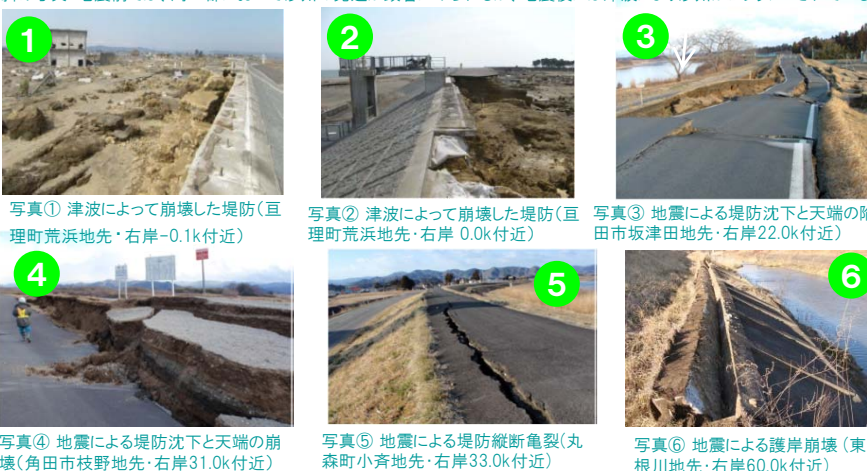 1
2
3
写真① 津波によって崩壊した堤防(亘
理町荒浜地先・右岸-0.1k付近)
写真② 津波によって崩壊した堤防(亘
理町荒浜地先・右岸 0.0k付近)
写真③ 地震による堤防沈下と天端の
田市坂津田地先・右岸22.0k付近)
4
5
6
写真④ 地震による堤防沈下と天端の崩
壊(角田市枝野地先・右岸31.0k付近)
写真⑤ 地震による堤防縦断亀裂(丸
森町小斉地先・右岸33.0k付近)
写真⑥ 地震による護岸崩壊 (東
根川地先・右岸60.0k付近)